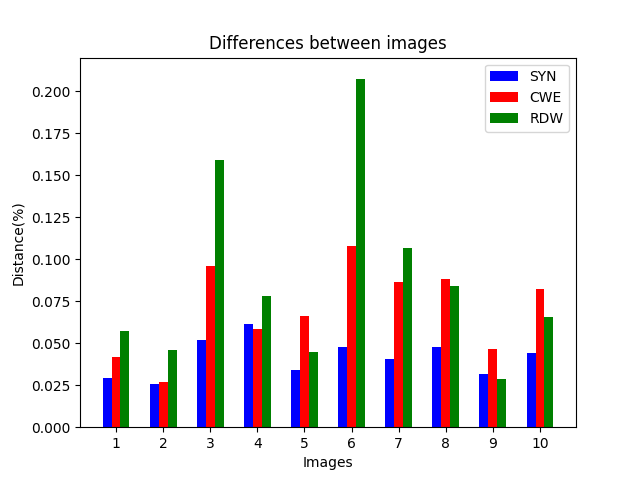 Differences between images
SYN
CWE
RDW
0.200
0.175
0.150
0.125
0.100
0.075
0.050
0.025
0.000
Distance(%)
1 2 3 4 5 6 7 8 9 10
Images